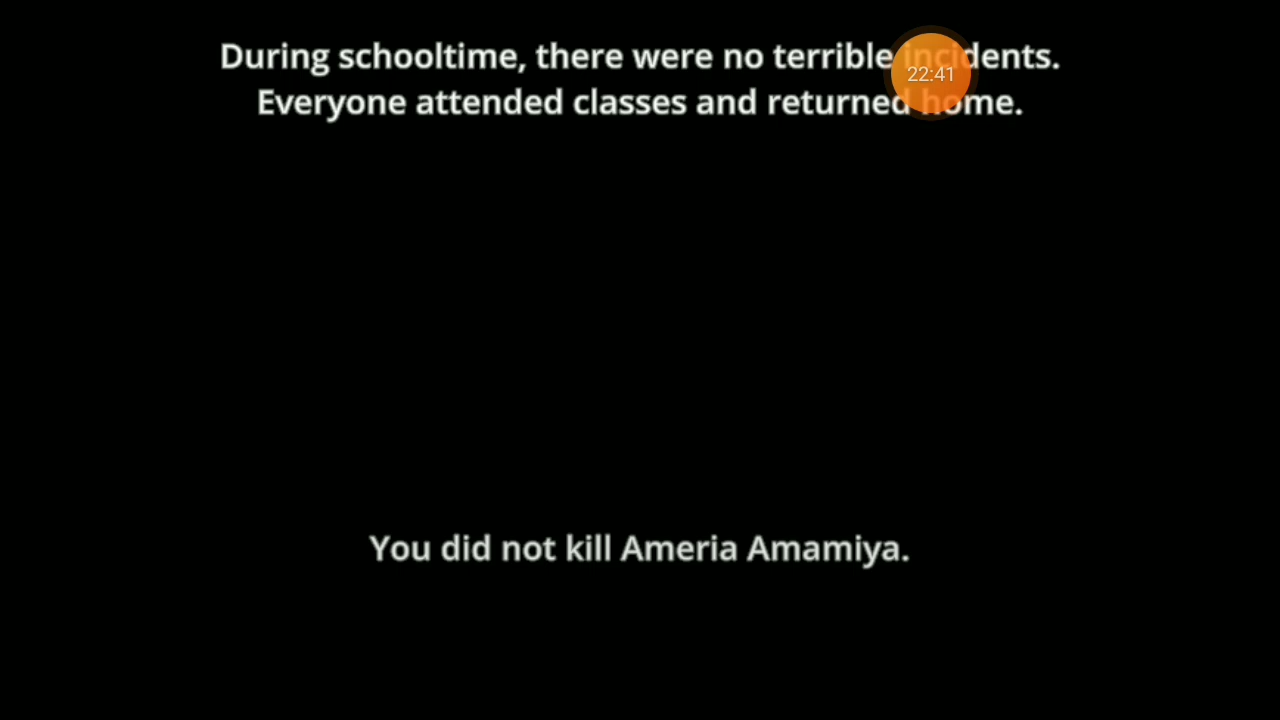 During schooltime, there were no terrible incidents.
22:41
Everyone attended classes and returned home.
You did not kill Ameria Amamiya.